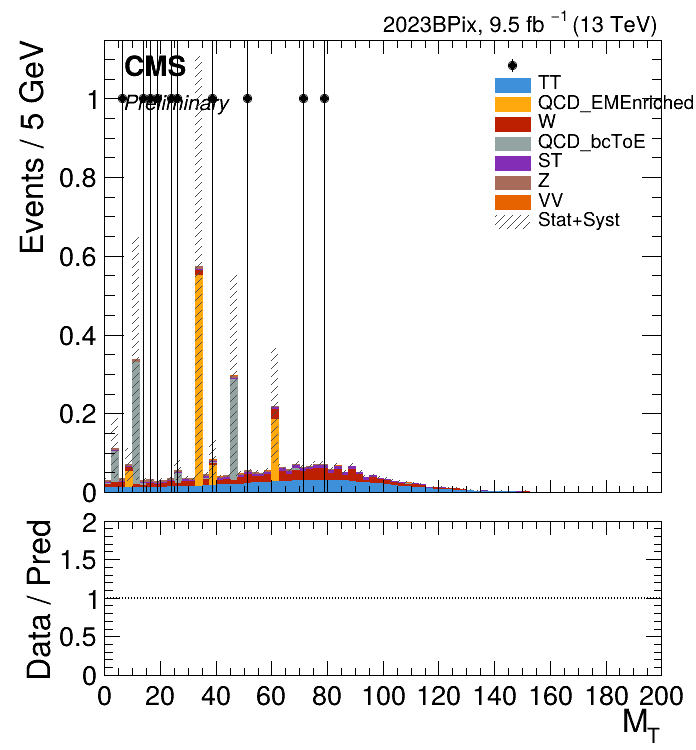 2023BPix, 9.5 fb⁻¹ (13 TeV)
CMS
Preliminary
TT
QCD_EMEnriched
W
QCD_bcToE
ST
Z
VV
Stat+Syst
Events / 5 GeV
1
0.8
0.6
0.4
0.2
0
Data / Pred
2
1.5
1
0.5
0
0 20 40 60 80 100 120 140 160 180 200
M_T